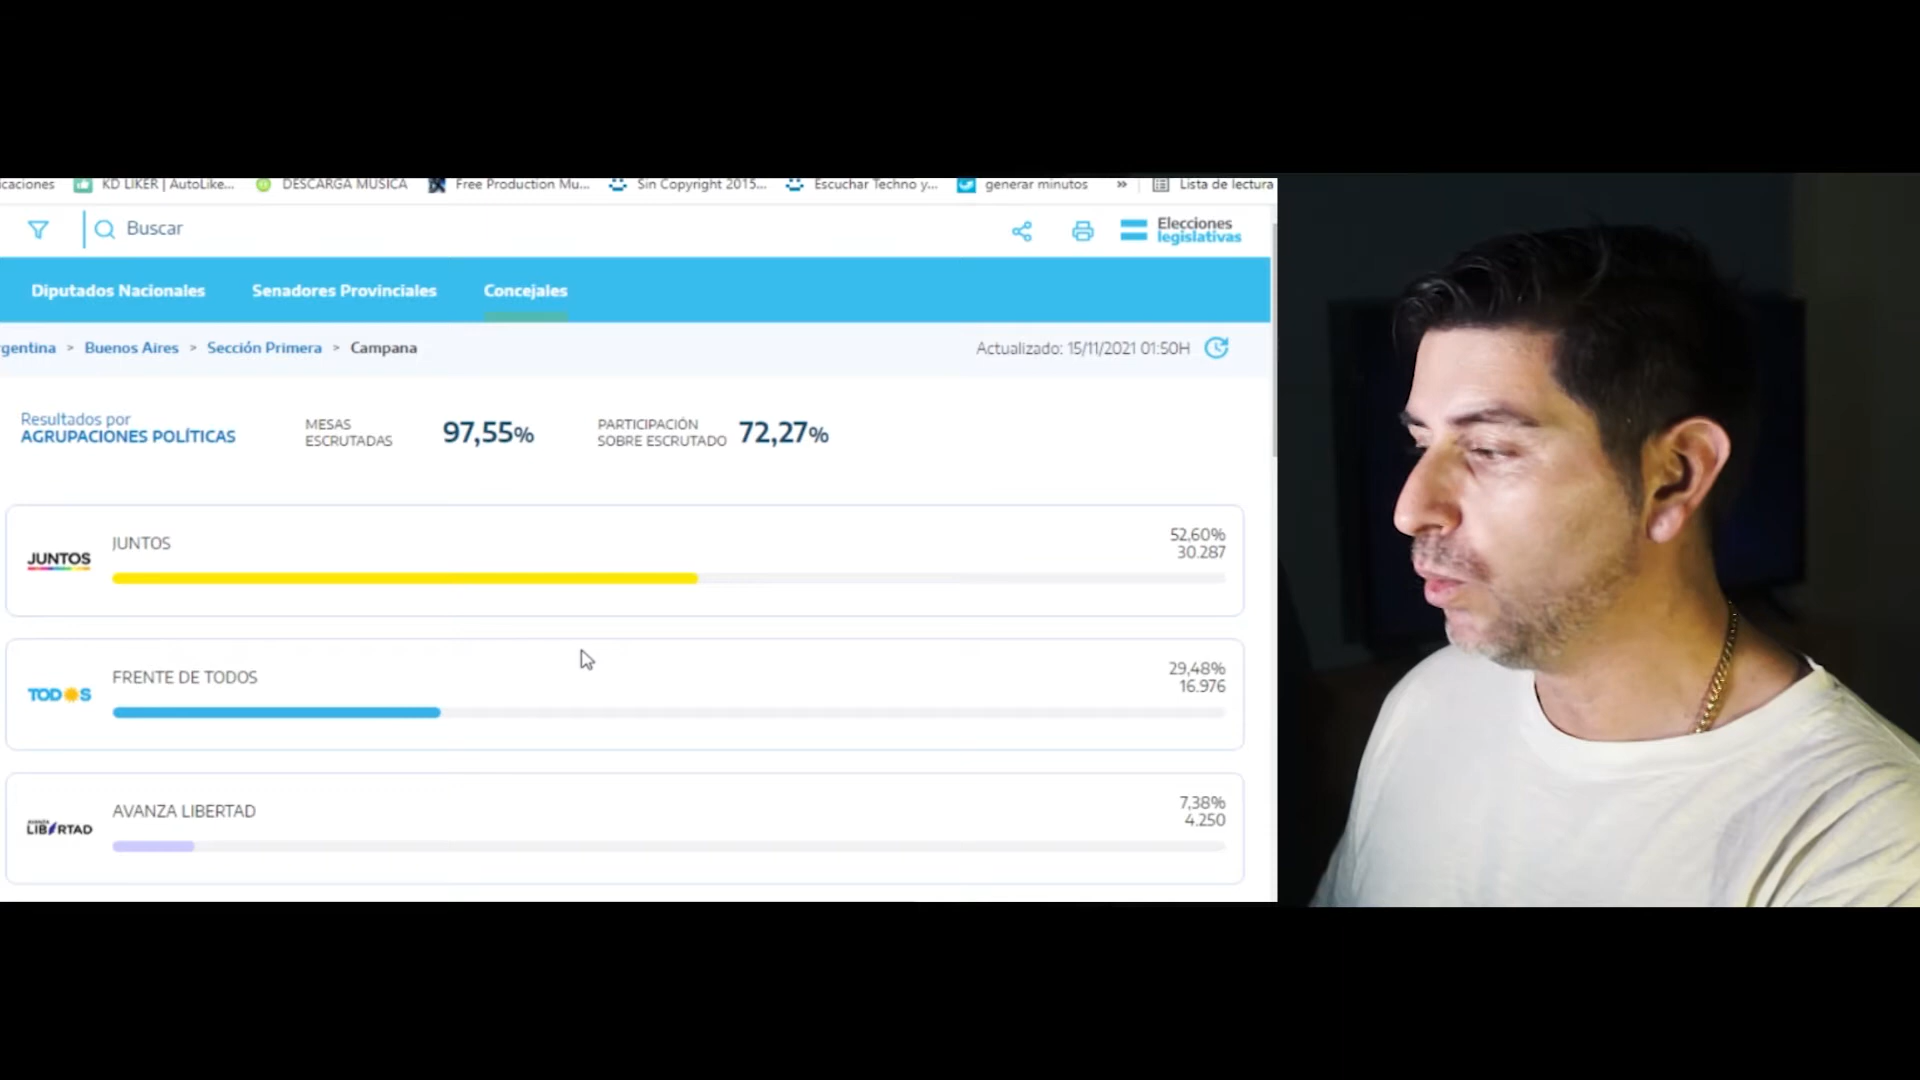 caciones KD LIKER | AutoLike... DESCARGA MUSICA Free Production Mu... Sin Copyright 2015... Escuchar Techno y... generar minutos » Lista de lectura
Buscar
Elecciones
legislativas
Diputados Nacionales Senadores Provinciales Concejales
rgentina > Buenos Aires > Sección Primera > Campana
Actualizado: 15/11/2021 01:50H
Resultados por
AGRUPACIONES POLÍTICAS
MESAS
ESCRUTADAS
97,55%
PARTICIPACIÓN
SOBRE ESCRUTADO
72,27%
JUNTOS
JUNTOS
52,60%
30.287
TODOS
FRENTE DE TODOS
29,48%
16.976
AVANZA
LIBERTAD
AVANZA LIBERTAD
7,38%
4.250